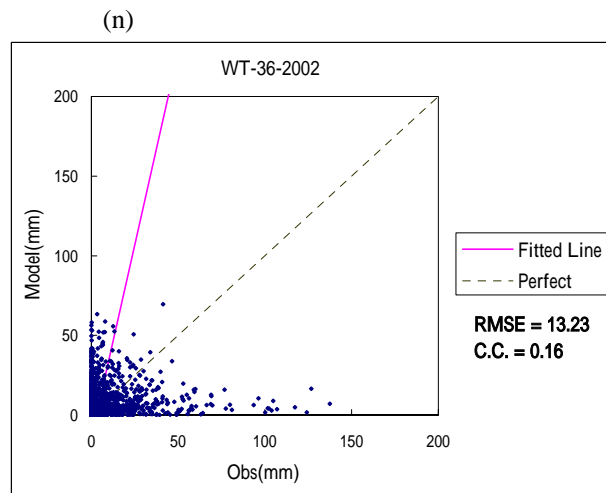 (n)
WT-36-2002
200
150
100
50
0
Model(mm)
0 50 100 150 200
Obs(mm)
Fitted Line
Perfect
RMSE = 13.23
C.C. = 0.16